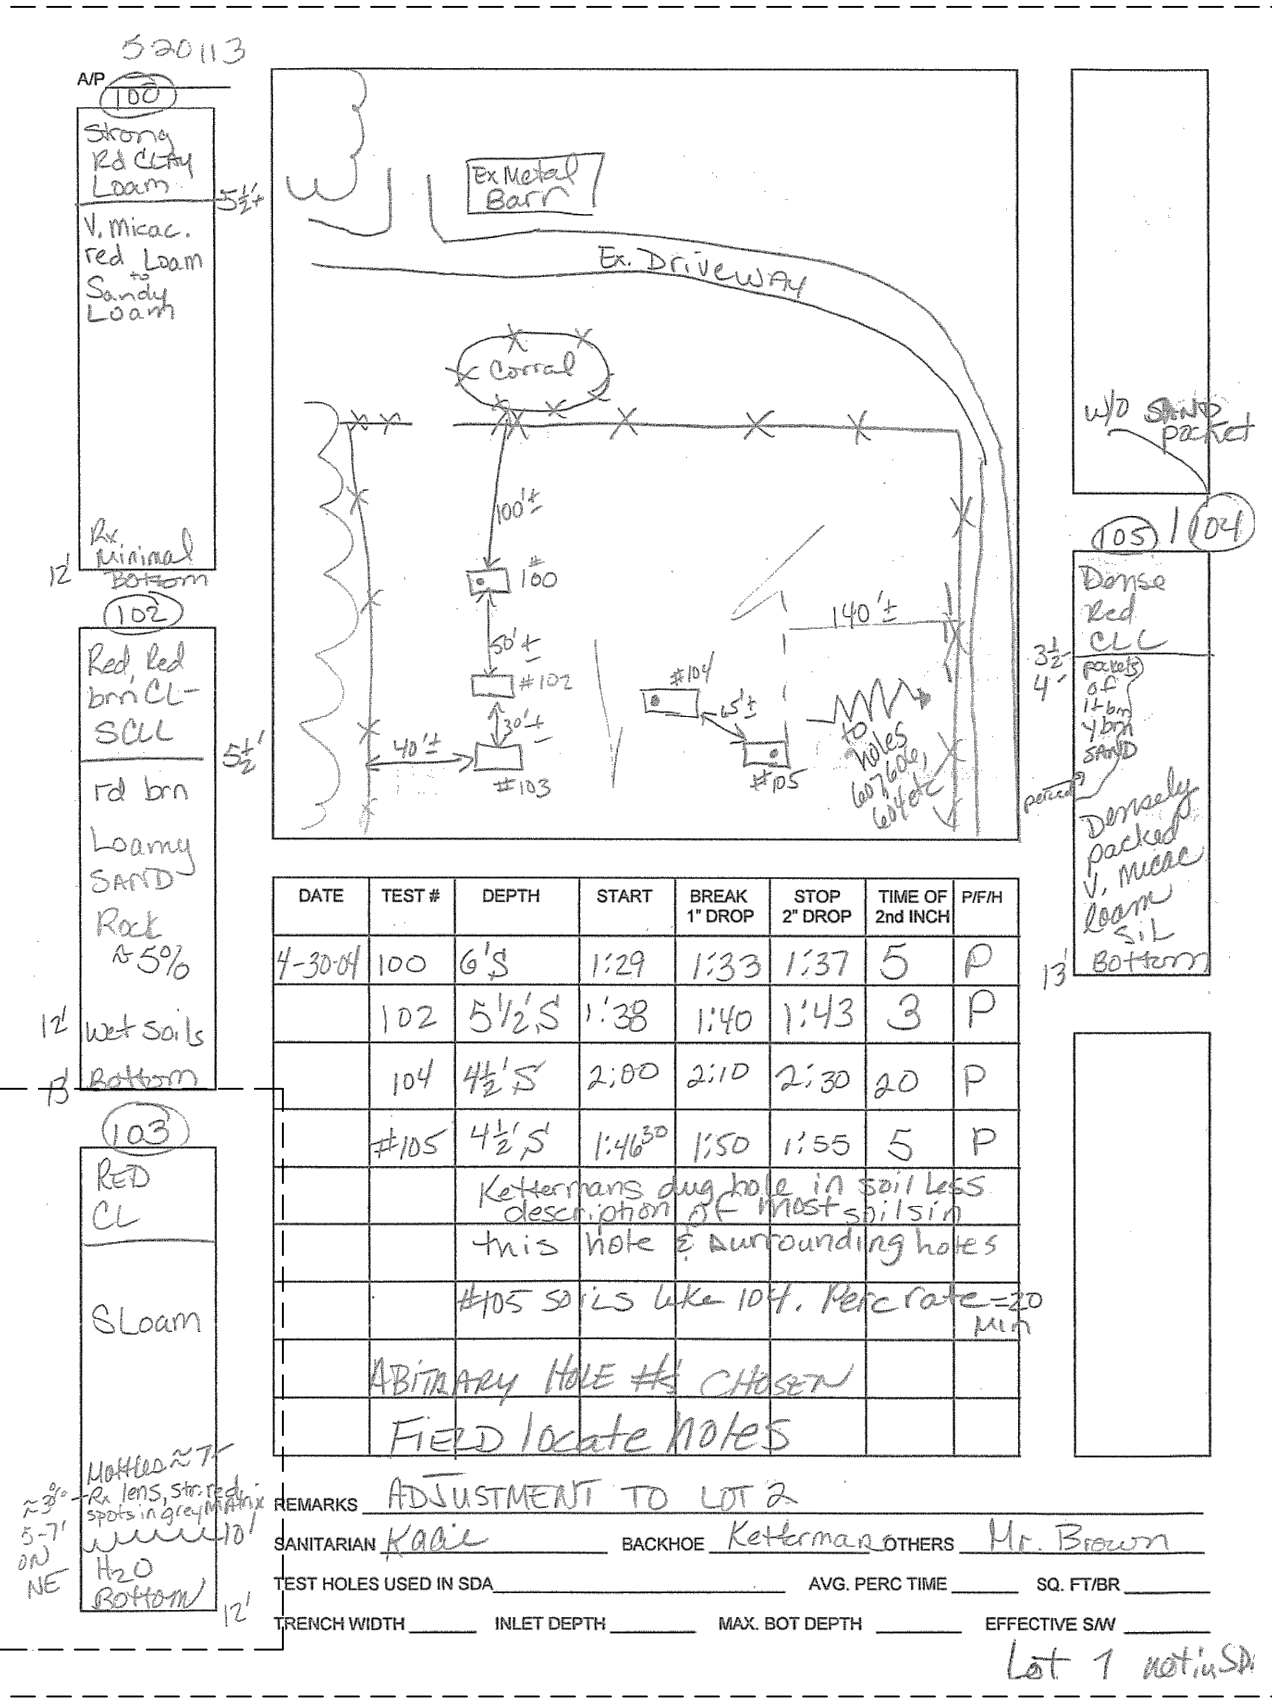 520113
A/P
100
Strong
Rd CLAY
Loam
5½'±
V. Micac.
red Loam
to
Sandy
Loam
Rx
Minimal
12'
Bottom
102
Red, Red
brn CL-
SCLL
5½'
rd brn
Loamy
SAND
Rock
≈5%
12' Wet Soils
13' Bottom
103
RED
CL
SLoam
Mottles ≈7'
≈3% Rx lens, str. red
spots in grey MAtrix
5-7'
10'
ON
NE
H2O
Bottom
12'
Ex Metal
Barn
Ex. DrivewAy
Corral
100'±
#100
50'±
#102
30'±
40'±
#103
#104
65'±
#105
140'±
to
holes
607,606,
604 etc
w/o SAND
pocket
105 / 104
Dense
Red
CLL
3½'
4'
pockets
of
lt brn
y brn
SAND
perced
Densely
packed
V. Micac
loam
SiL
13' Bottom
DATE TEST # DEPTH START BREAK 1" DROP STOP 2" DROP TIME OF 2nd INCH P/F/H
4-30-04 100 6'S 1:29 1:33 1:37 5 P
102 5½'S 1:38 1:40 1:43 3 P
104 4½'S 2:00 2:10 2:30 20 P
#105 4½'S 1:46³⁰ 1:50 1:55 5 P
Kettermans dug hole in soil less
description of most soils in
this hole & surrounding holes
#105 soils like 104. Perc rate = 20
Min
ABITRARY HOLE #'s CHOSEN
FIELD locate holes
REMARKS ADJUSTMENT TO LOT 2
SANITARIAN BACKHOE Ketterman OTHERS Mr. Brown
TEST HOLES USED IN SDA AVG. PERC TIME SQ. FT/BR
TRENCH WIDTH INLET DEPTH MAX. BOT DEPTH EFFECTIVE S/W
Lot 1 not in SDA